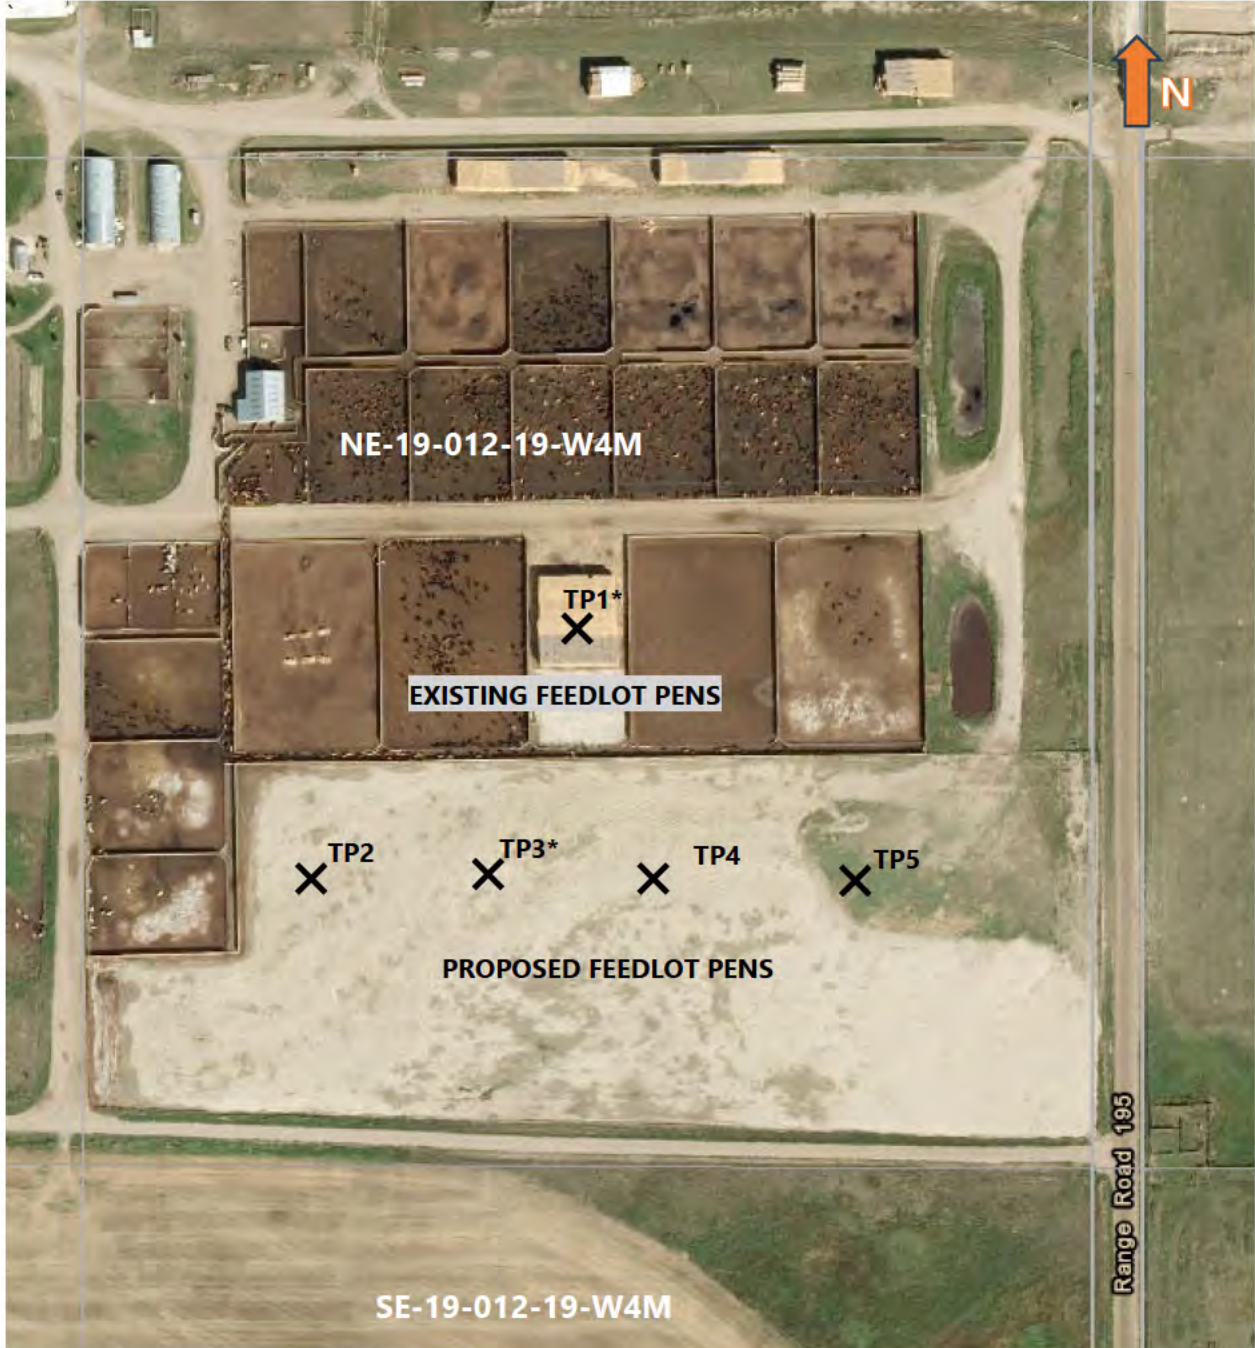 N
NE-19-012-19-W4M
TP1*
EXISTING FEEDLOT PENS
TP2
TP3*
TP4
TP5
PROPOSED FEEDLOT PENS
Range Road 195
SE-19-012-19-W4M